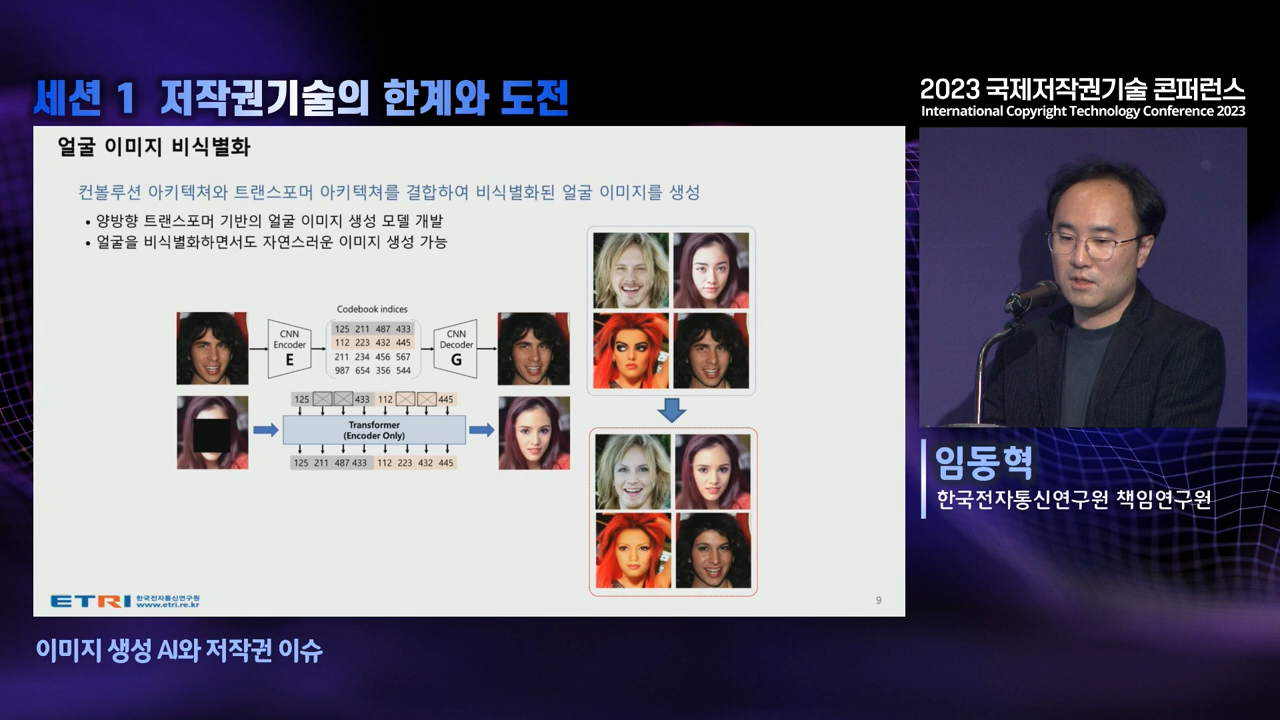 세션 1 저작권기술의 한계와 도전
2023 국제저작권기술 콘퍼런스
International Copyright Technology Conference 2023
얼굴 이미지 비식별화
컨볼루션 아키텍쳐와 트랜스포머 아키텍쳐를 결합하여 비식별화된 얼굴 이미지를 생성
• 양방향 트랜스포머 기반의 얼굴 이미지 생성 모델 개발
• 얼굴을 비식별화하면서도 자연스러운 이미지 생성 가능
Codebook indices
CNN
Encoder
E
125 211 487 433
112 223 432 445
211 234 456 567
987 654 356 544
CNN
Decoder
G
125 433 112 445
Transformer
(Encoder Only)
125 211 487 433 112 223 432 445
ETRI 한국전자통신연구원
www.etri.re.kr
9
임동혁
한국전자통신연구원 책임연구원
이미지 생성 AI와 저작권 이슈